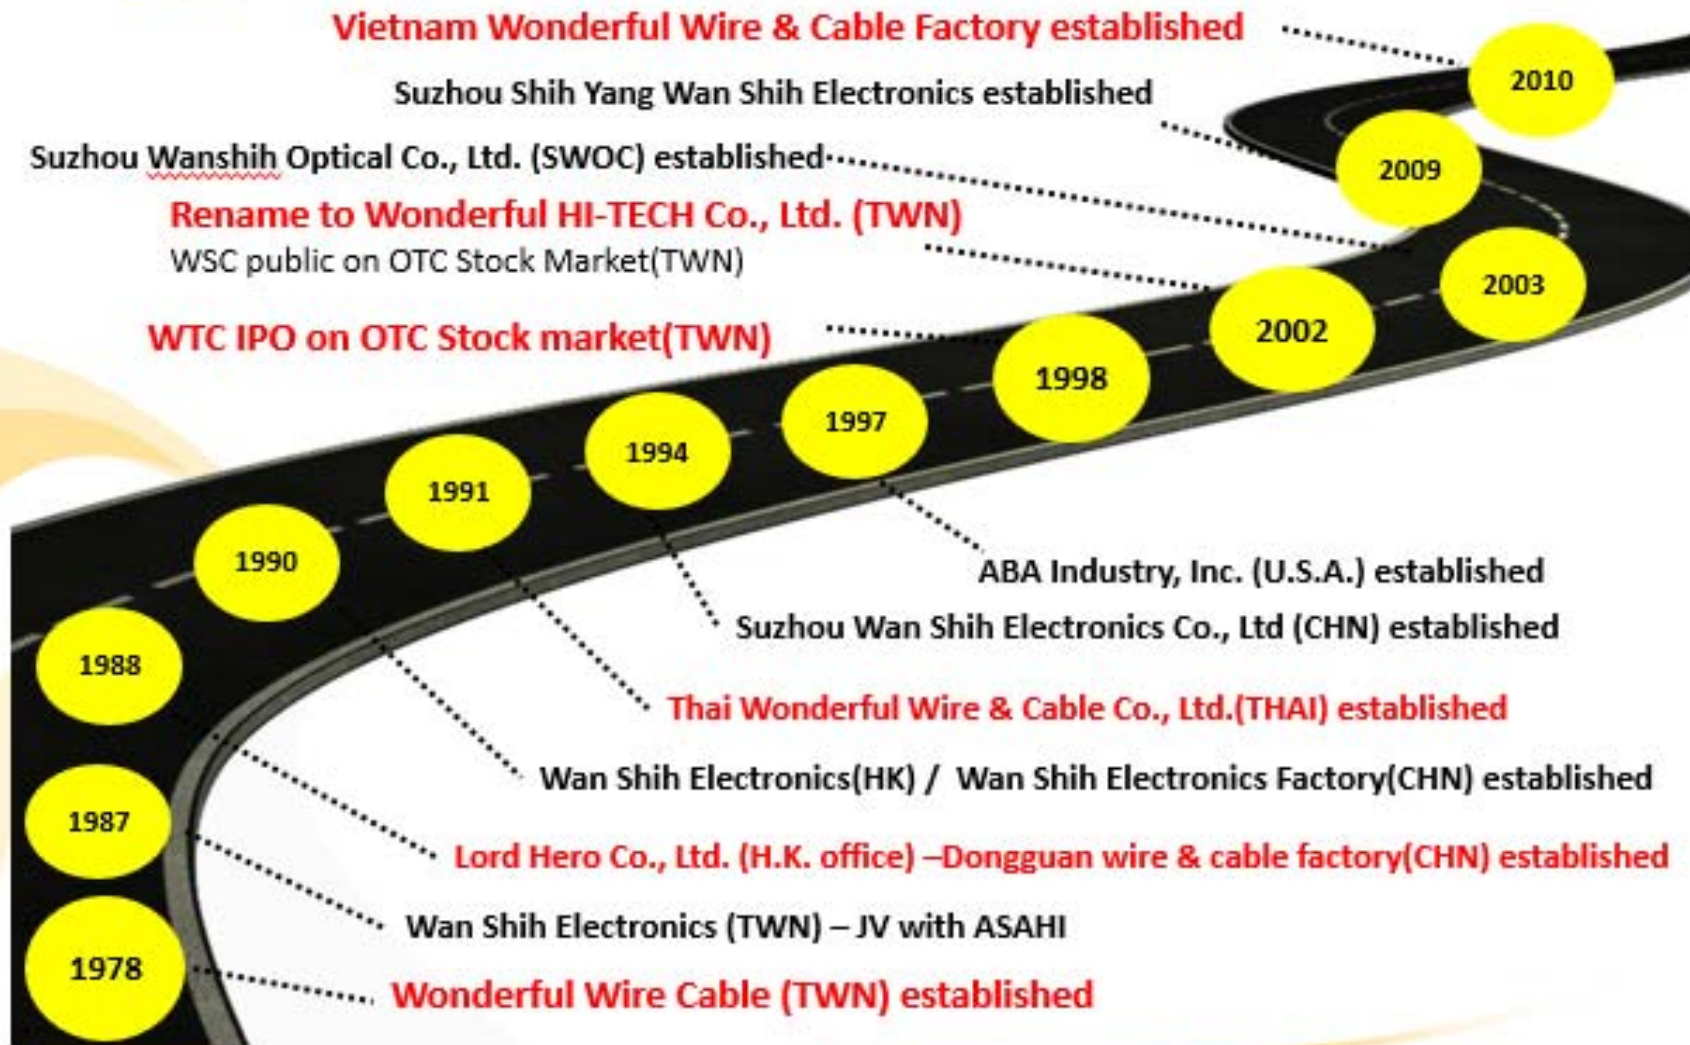 Vietnam Wonderful Wire & Cable Factory established
2010
Suzhou Shih Yang Wan Shih Electronics established
2009
Suzhou Wanshih Optical Co., Ltd. (SWOC) established
2003
Rename to Wonderful HI-TECH Co., Ltd. (TWN)
WSC public on OTC Stock Market(TWN)
2002
WTC IPO on OTC Stock market(TWN)
1998
1997
1994
1991
1990
ABA Industry, Inc. (U.S.A.) established
Suzhou Wan Shih Electronics Co., Ltd (CHN) established
1988
Thai Wonderful Wire & Cable Co., Ltd.(THAI) established
Wan Shih Electronics(HK) / Wan Shih Electronics Factory(CHN) established
1987
Lord Hero Co., Ltd. (H.K. office) –Dongguan wire & cable factory(CHN) established
Wan Shih Electronics (TWN) – JV with ASAHI
1978
Wonderful Wire Cable (TWN) established